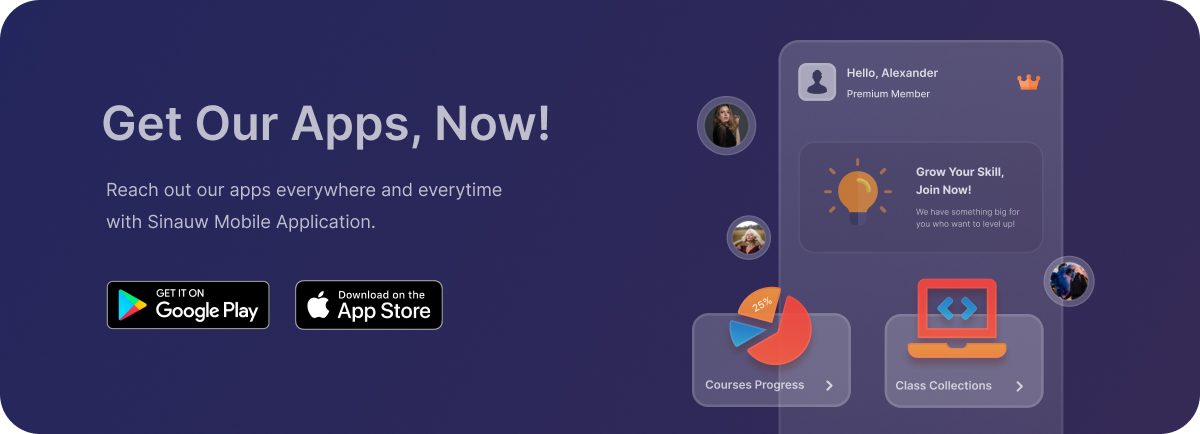 Get Our Apps, Now!
Reach out our apps everywhere and everytime
with Sinauw Mobile Application.
GET IT ON
Google Play
Download on the
App Store
Hello, Alexander
Premium Member
Grow Your Skill,
Join Now!
We have something big for
you who want to level up!
25%
Courses Progress
Class Collections